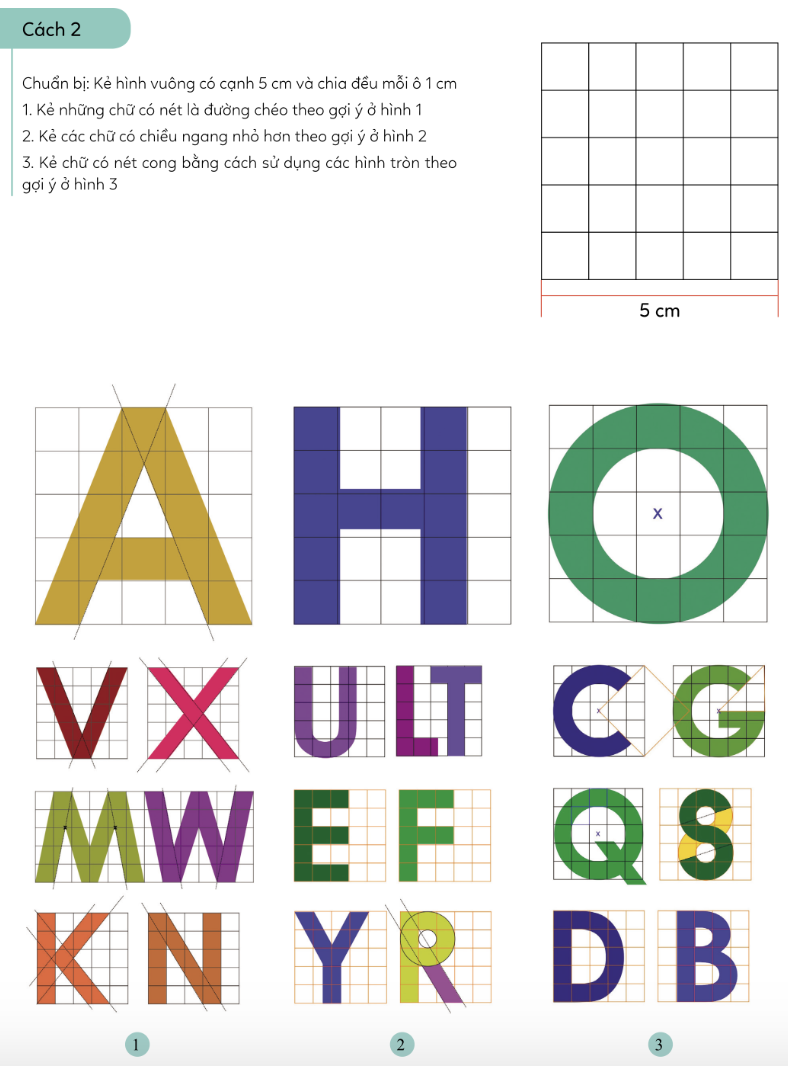 Cách 2
Chuẩn bị: Kẻ hình vuông có cạnh 5 cm và chia đều mỗi ô 1 cm
1. Kẻ những chữ có nét là đường chéo theo gợi ý ở hình 1
2. Kẻ các chữ có chiều ngang nhỏ hơn theo gợi ý ở hình 2
3. Kẻ chữ có nét cong bằng cách sử dụng các hình tròn theo
gợi ý ở hình 3
5 cm
A H O
x
V X U L T C G
M W E F Q S
K N Y R D B
1 2 3